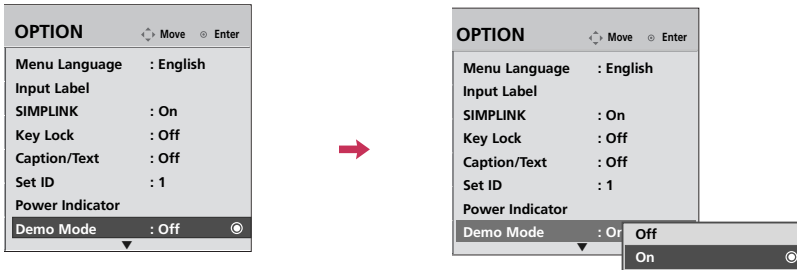 OPTION Move Enter
Menu Language : English
Input Label
SIMPLINK : On
Key Lock : Off
Caption/Text : Off
Set ID : 1
Power Indicator
Demo Mode : Off
OPTION Move Enter
Menu Language : English
Input Label
SIMPLINK : On
Key Lock : Off
Caption/Text : Off
Set ID : 1
Power Indicator
Demo Mode : On
Off
On